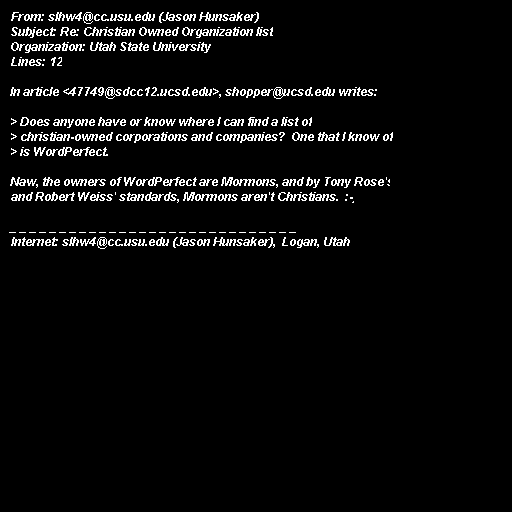 From: slhw4@cc.usu.edu (Jason Hunsaker)
Subject: Re: Christian Owned Organization list
Organization: Utah State University
Lines: 12
In article <47749@sdcc12.ucsd.edu>, shopper@ucsd.edu writes:
> Does anyone have or know where I can find a list of
> christian-owned corporations and companies? One that I know of
> is WordPerfect.
Naw, the owners of WordPerfect are Mormons, and by Tony Rose's
and Robert Weiss' standards, Mormons aren't Christians. :-
_ _ _ _ _ _ _ _ _ _ _ _ _ _ _ _ _ _ _ _ _ _ _ _ _ _ _ _ _
Internet: slhw4@cc.usu.edu (Jason Hunsaker), Logan, Utah